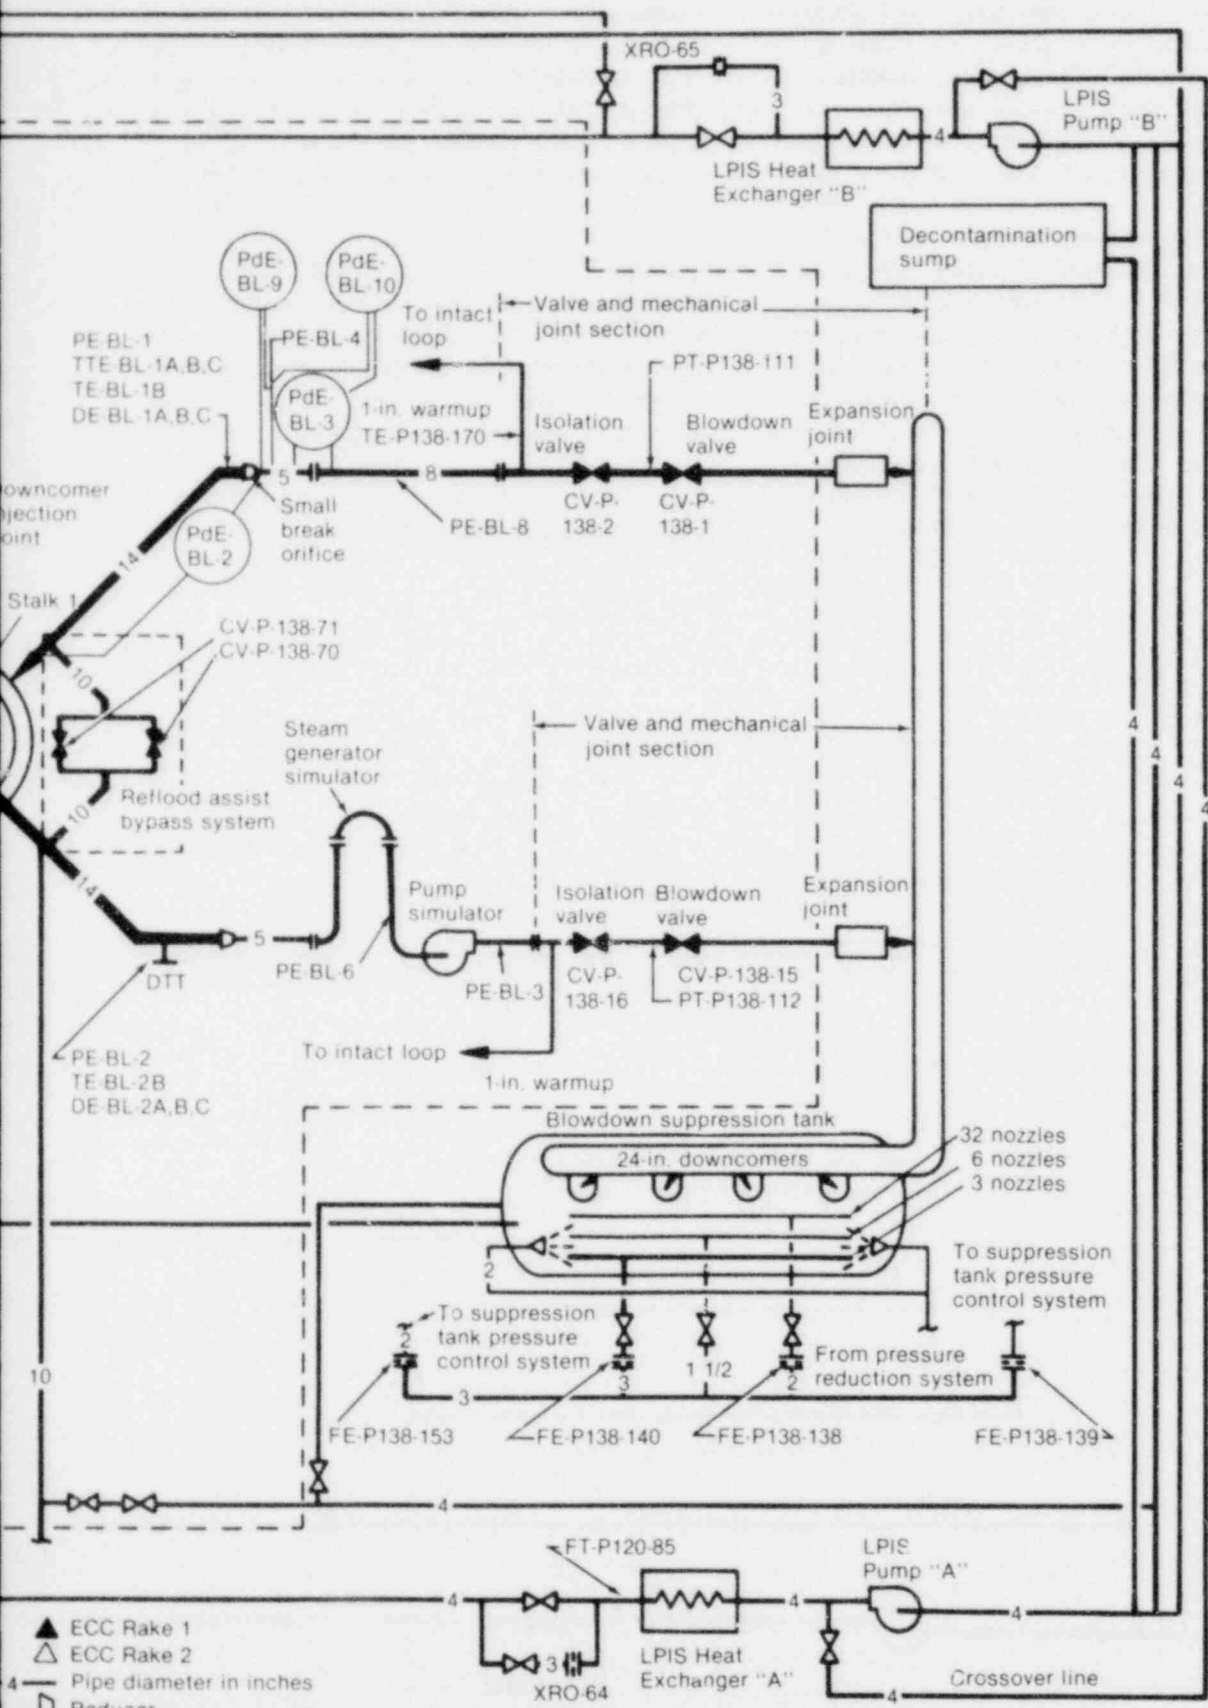 XRO-65
3
LPIS
Pump "B"
4
LPIS Heat
Exchanger "B"
Decontamination
sump
PdE-
BL-9
PdE-
BL-10
To intact
loop
Valve and mechanical
joint section
PE-BL-1
TTE-BL-1A,B,C
TE-BL-1B
DE-BL-1A,B,C
PE-BL-4
PT-P138-111
PdE-
BL-3
1-in. warmup
TE-P138-170
Isolation
valve
Blowdown
valve
Expansion
joint
5
8
owncomer
njection
oint
Small
break
orifice
PE-BL-8
CV-P-
138-2
CV-P-
138-1
PdE-
BL-2
14
Stalk 1
CV-P-138-71
CV-P-138-70
10
Steam
generator
simulator
Valve and mechanical
joint section
4
4
4
4
Reflood assist
bypass system
10
14
Pump
simulator
Isolation
valve
Blowdown
valve
Expansion
joint
5
DTT
PE-BL-6
PE-BL-3
CV-P-
138-16
CV-P-138-15
PT-P138-112
To intact loop
1-in. warmup
PE-BL-2
TE-BL-2B
DE-BL-2A,B,C
Blowdown suppression tank
24-in. downcomers
32 nozzles
6 nozzles
3 nozzles
2
To suppression
tank pressure
control system
To suppression
tank pressure
control system
2
3
1 1/2
2
From pressure
reduction system
10
3
FE-P138-153
FE-P138-140
FE-P138-138
FE-P138-139
4
FT-P120-85
LPIS
Pump "A"
4
4
4
3
XRO-64
LPIS Heat
Exchanger "A"
Crossover line
4
ECC Rake 1
ECC Rake 2
4 Pipe diameter in inches
Reducer